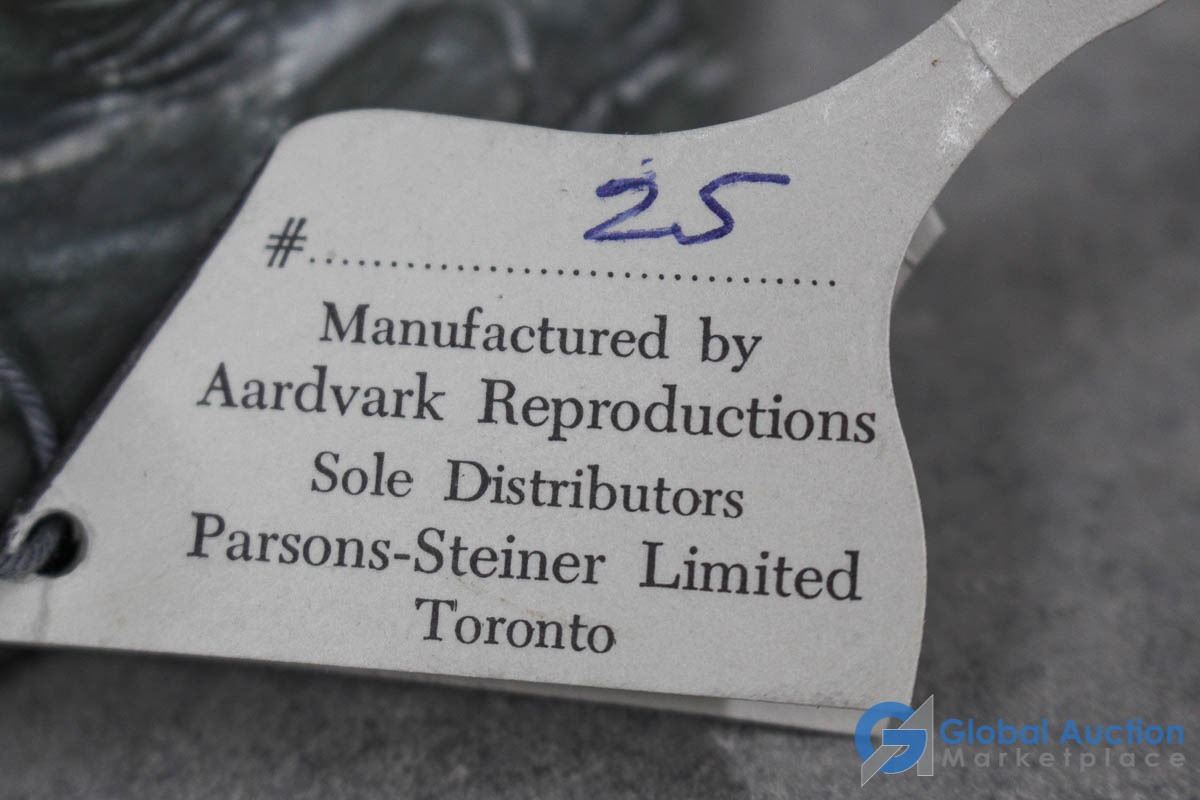 25
#..................................
Manufactured by
Aardvark Reproductions
Sole Distributors
Parsons-Steiner Limited
Toronto
Global Auction
Marketplace